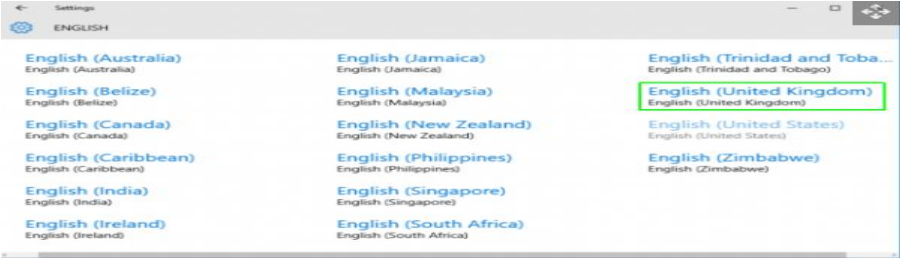 Settings
ENGLISH
English (Australia)
English (Australia)
English (Belize)
English (Belize)
English (Canada)
English (Canada)
English (Caribbean)
English (Caribbean)
English (India)
English (India)
English (Ireland)
English (Ireland)
English (Jamaica)
English (Jamaica)
English (Malaysia)
English (Malaysia)
English (New Zealand)
English (New Zealand)
English (Philippines)
English (Philippines)
English (Singapore)
English (Singapore)
English (South Africa)
English (South Africa)
English (Trinidad and Toba...
English (Trinidad and Tobago)
English (United Kingdom)
English (United Kingdom)
English (United States)
English (United States)
English (Zimbabwe)
English (Zimbabwe)